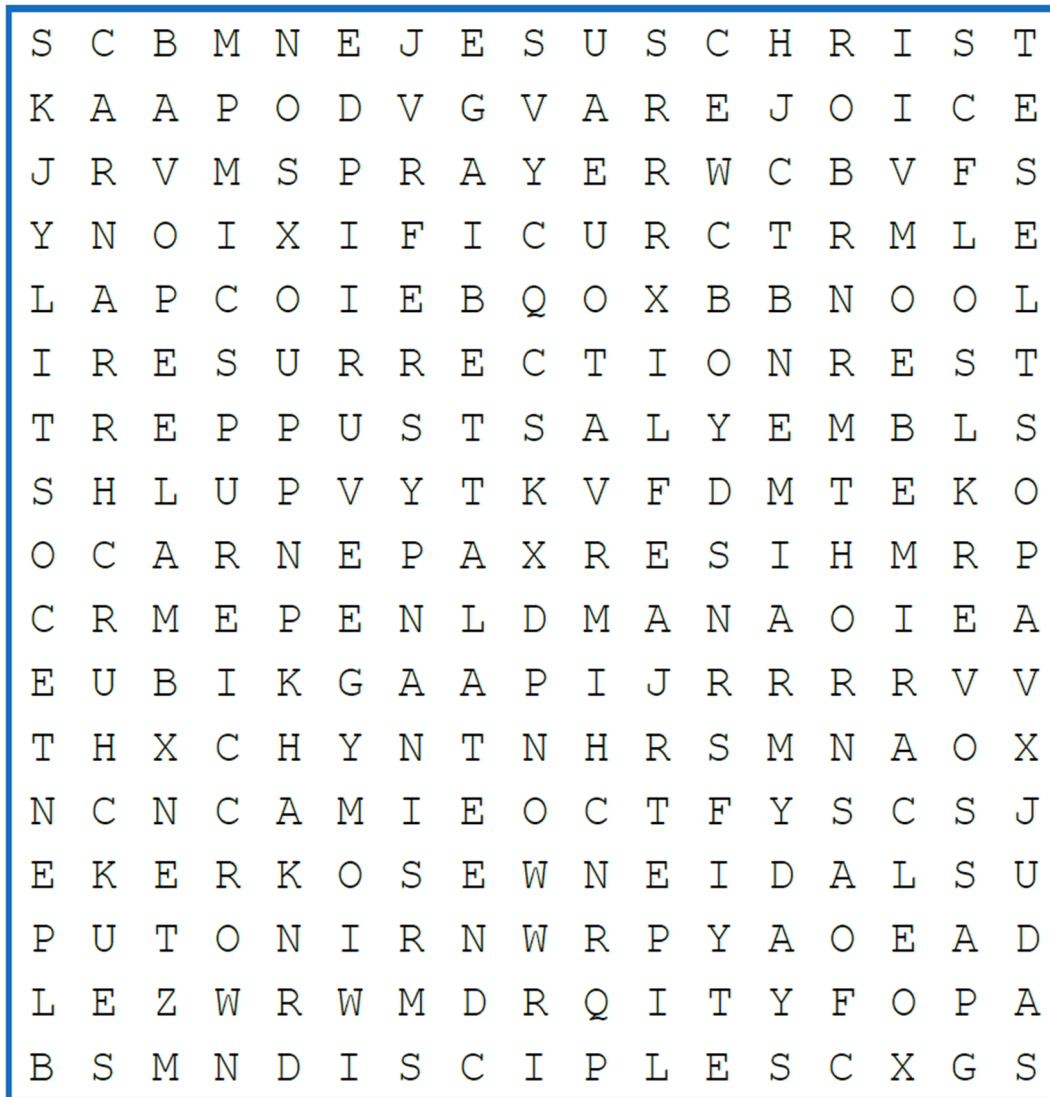 S C B M N E J E S U S C H R I S T
K A A P O D V G V A R E J O I C E
J R V M S P R A Y E R W C B V F S
Y N O I X I F I C U R C T R M L E
L A P C O I E B Q O X B B N O O L
I R E S U R R E C T I O N R E S T
T R E P P U S T S A L Y E M B L S
S H L U P V Y T K V F D M T E K O
O C A R N E P A X R E S I H M R P
C R M E P E N L D M A N A O I E A
E U B I K G A A P I J R R R R V V
T H X C H Y N T N H R S M N A O X
N C N C A M I E O C T F Y S C S J
E K E R K O S E W N E I D A L S U
P U T O N I R N W R P Y A O E A D
L E Z W R W M D R Q I T Y F O P A
B S M N D I S C I P L E S C X G S